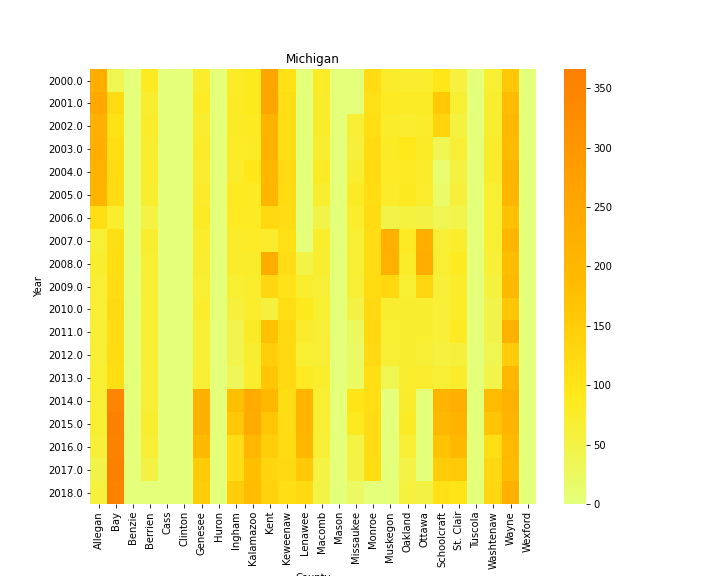 Michigan
2000.0
2001.0
2002.0
2003.0
2004.0
2005.0
2006.0
2007.0
2008.0
2009.0
2010.0
2011.0
2012.0
2013.0
2014.0
2015.0
2016.0
2017.0
2018.0
Year
Allegan
Bay
Benzie
Berrien
Cass
Clinton
Genesee
Huron
Ingham
Kalamazoo
Kent
Keweenaw
Lenawee
Macomb
Mason
Missaukee
Monroe
Muskegon
Oakland
Ottawa
Schoolcraft
St. Clair
Tuscola
Washtenaw
Wayne
Wexford
County
350
300
250
200
150
100
50
0